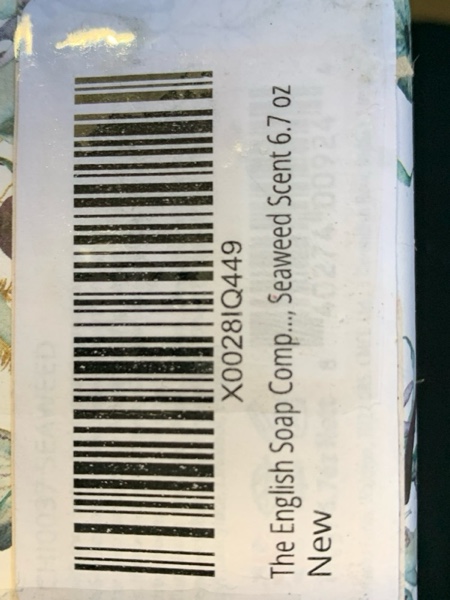 X0028IQ449
The English Soap Comp..., Seaweed Scent 6.7 oz
New